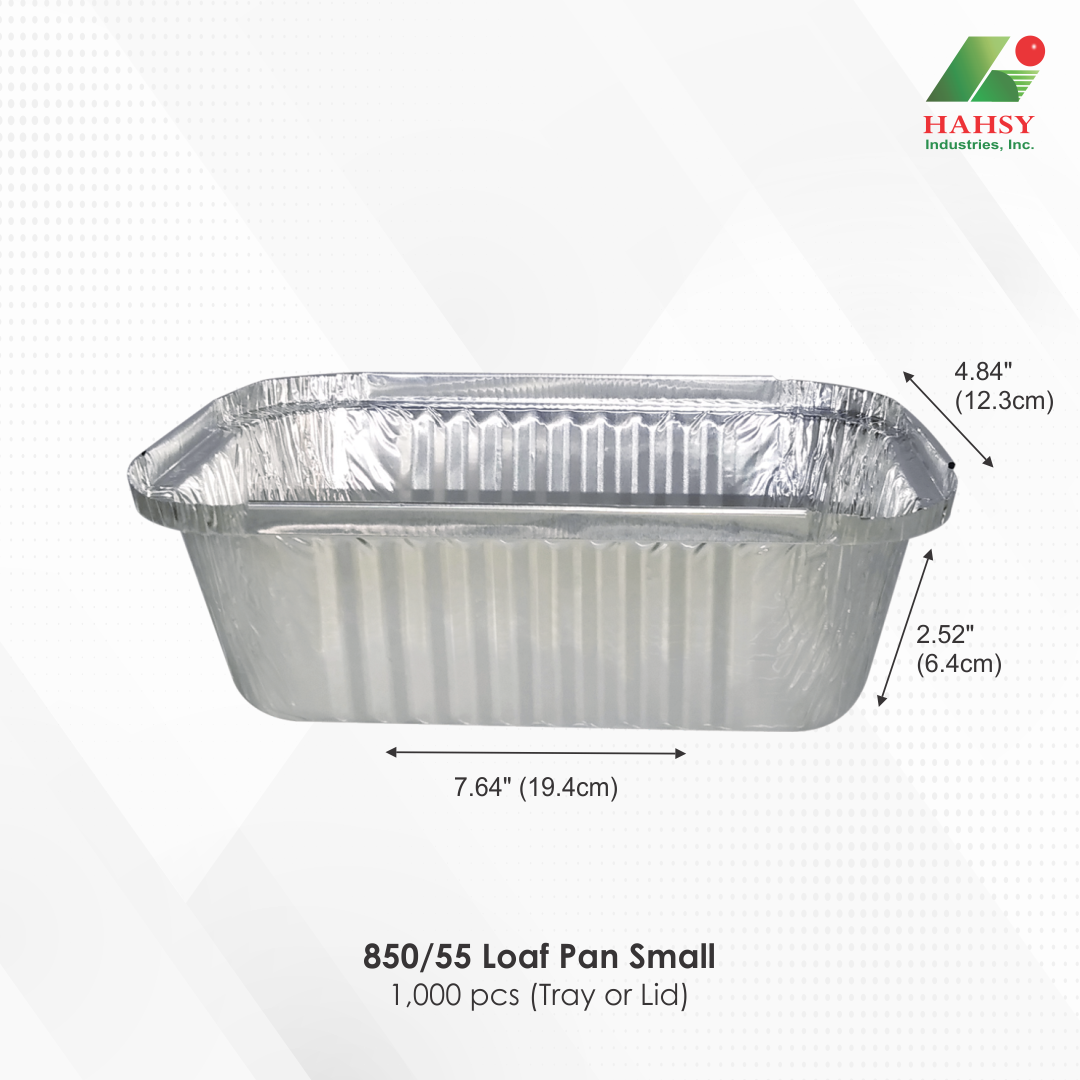 HAHSY
Industries, Inc.
4.84"
(12.3cm)
2.52"
(6.4cm)
7.64" (19.4cm)
850/55 Loaf Pan Small
1,000 pcs (Tray or Lid)